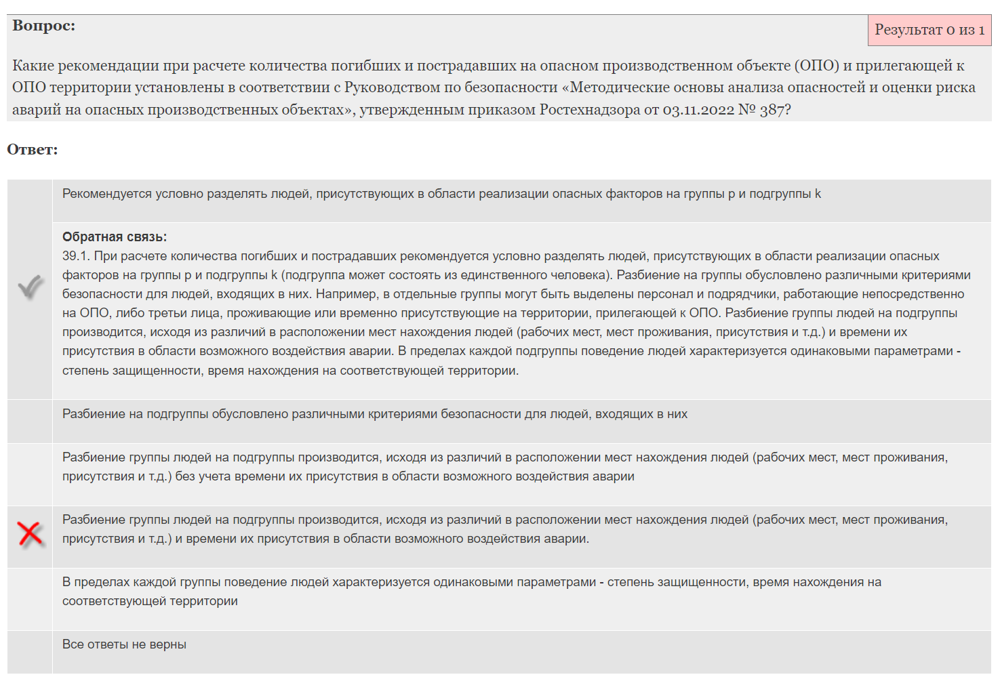 Вопрос:
Результат 0 из 1
Какие рекомендации при расчете количества погибших и пострадавших на опасном производственном объекте (ОПО) и прилегающей к
ОПО территории установлены в соответствии с Руководством по безопасности «Методические основы анализа опасностей и оценки риска
аварий на опасных производственных объектах», утвержденным приказом Ростехнадзора от 03.11.2022 № 387?
Ответ:
Рекомендуется условно разделять людей, присутствующих в области реализации опасных факторов на группы p и подгруппы k
Обратная связь:
39.1. При расчете количества погибших и пострадавших рекомендуется условно разделять людей, присутствующих в области реализации опасных
факторов на группы p и подгруппы k (подгруппа может состоять из единственного человека). Разбиение на группы обусловлено различными критериями
безопасности для людей, входящих в них. Например, в отдельные группы могут быть выделены персонал и подрядчики, работающие непосредственно
на ОПО, либо третьи лица, проживающие или временно присутствующие на территории, прилегающей к ОПО. Разбиение группы людей на подгруппы
производится, исходя из различий в расположении мест нахождения людей (рабочих мест, мест проживания, присутствия и т.д.) и времени их
присутствия в области возможного воздействия аварии. В пределах каждой подгруппы поведение людей характеризуется одинаковыми параметрами -
степень защищенности, время нахождения на соответствующей территории.
Разбиение на подгруппы обусловлено различными критериями безопасности для людей, входящих в них
Разбиение группы людей на подгруппы производится, исходя из различий в расположении мест нахождения людей (рабочих мест, мест проживания,
присутствия и т.д.) без учета времени их присутствия в области возможного воздействия аварии
Разбиение группы людей на подгруппы производится, исходя из различий в расположении мест нахождения людей (рабочих мест, мест проживания,
присутствия и т.д.) и времени их присутствия в области возможного воздействия аварии.
В пределах каждой группы поведение людей характеризуется одинаковыми параметрами - степень защищенности, время нахождения на
соответствующей территории
Все ответы не верны